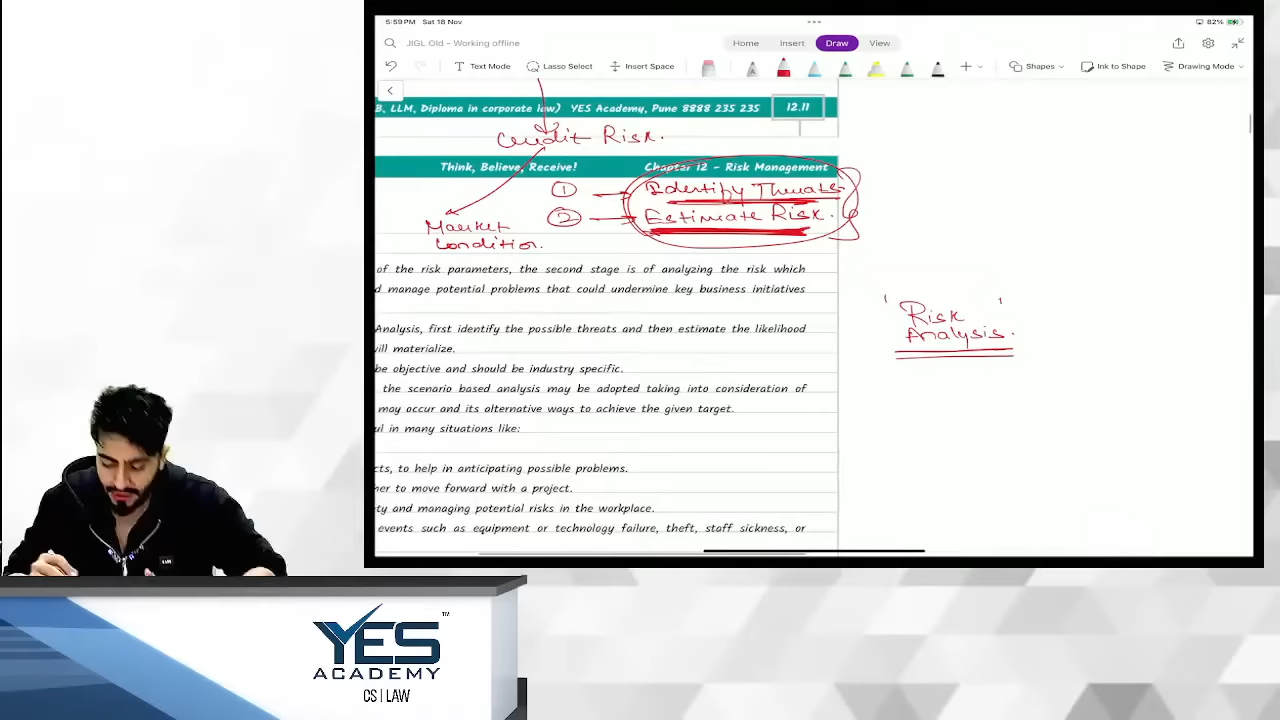 5:59 PM Sat 18 Nov
82%
JIGL Old - Working offline
Home Insert Draw View
Text Mode Lasso Select Insert Space Shapes Ink to Shape Drawing Mode
B, LLM, Diploma in corporate law) YES Academy, Pune 8888 235 235 12.11
Credit Risk.
Think, Believe, Receive! Chapter 12 - Risk Management
① Identify Threats
② Estimate Risk.
Market
Condition.
of the risk parameters, the second stage is of analyzing the risk which
d manage potential problems that could undermine key business initiatives
' Risk '
Analysis.
Analysis, first identify the possible threats and then estimate the likelihood
will materialize.
be objective and should be industry specific.
the scenario based analysis may be adopted taking into consideration of
may occur and its alternative ways to achieve the given target.
ul in many situations like:
cts, to help in anticipating possible problems.
her to move forward with a project.
ty and managing potential risks in the workplace.
events such as equipment or technology failure, theft, staff sickness, or
YES
ACADEMY
CS | LAW
TM